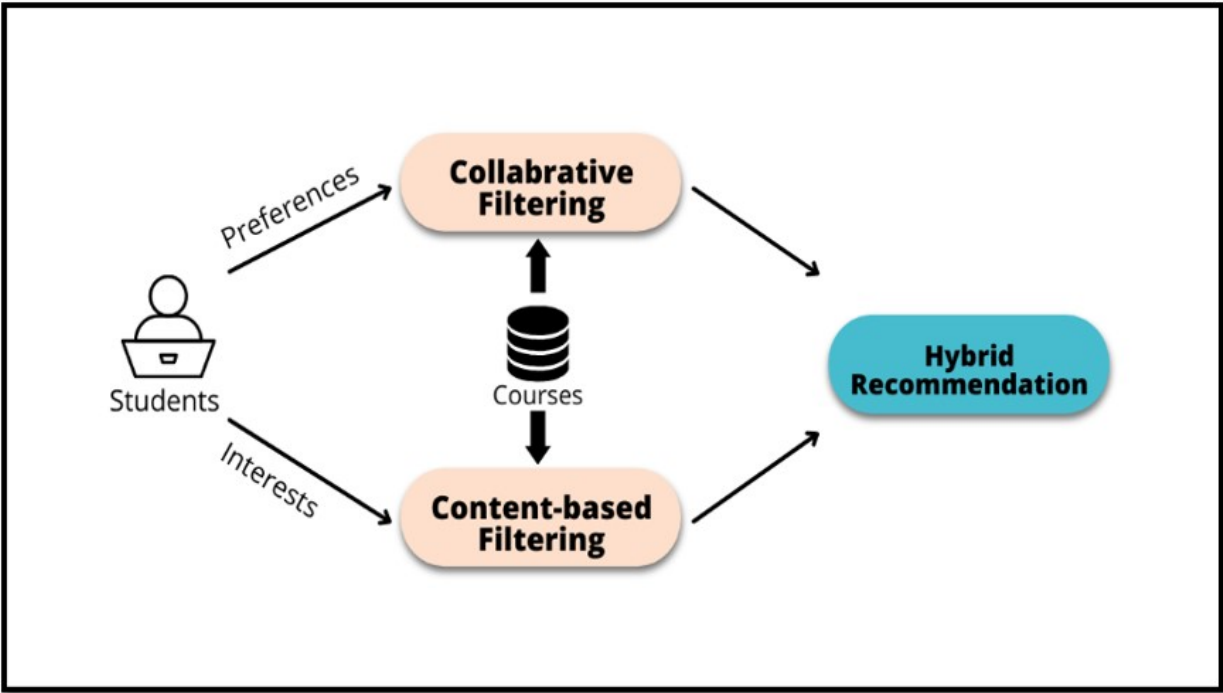 Preferences
Collabrative
Filtering
Students
Courses
Hybrid
Recommendation
Interests
Content-based
Filtering